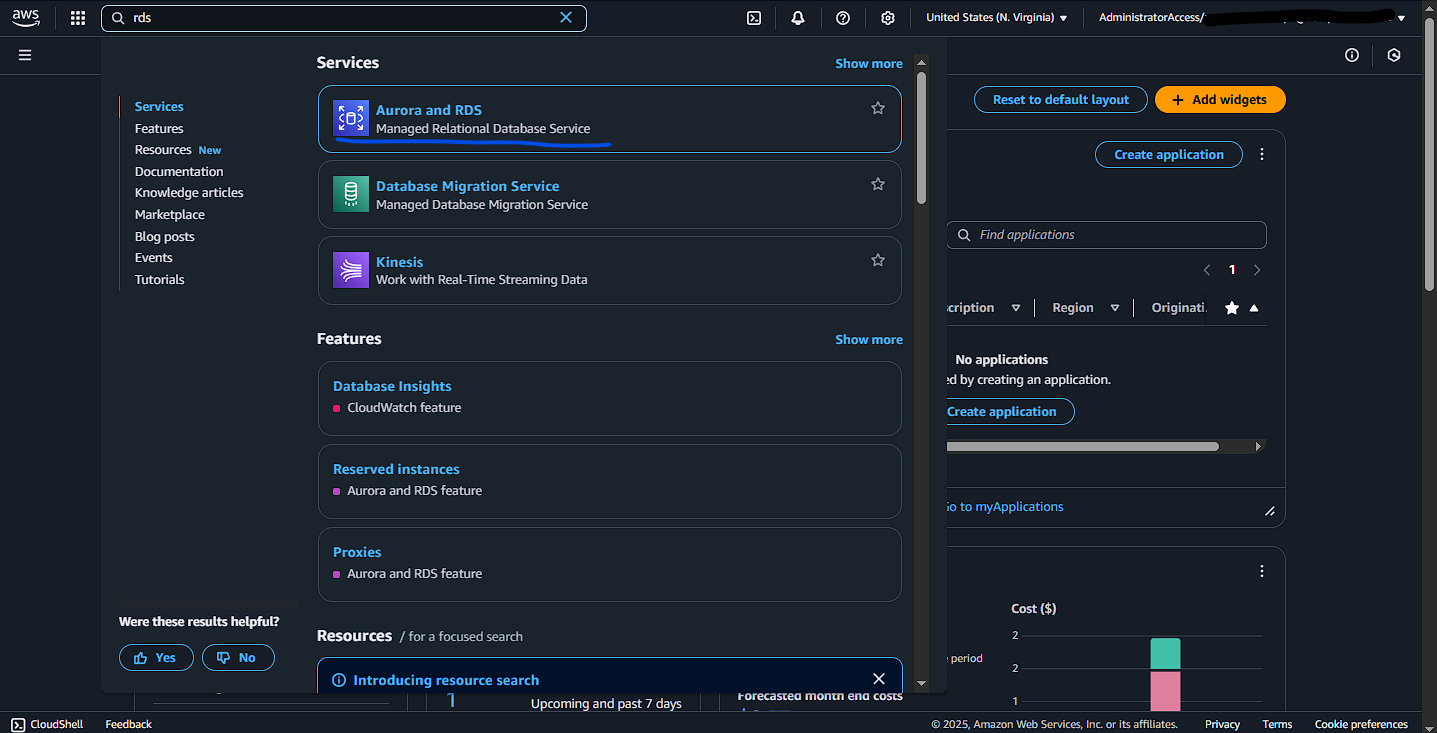 aws
rds
United States (N. Virginia)
AdministratorAccess/
Services
Features
Resources New
Documentation
Knowledge articles
Marketplace
Blog posts
Events
Tutorials
Were these results helpful?
Yes
No
Services
Show more
Aurora and RDS
Managed Relational Database Service
Database Migration Service
Managed Database Migration Service
Kinesis
Work with Real-Time Streaming Data
Features
Show more
Database Insights
CloudWatch feature
Reserved instances
Aurora and RDS feature
Proxies
Aurora and RDS feature
Resources / for a focused search
Introducing resource search
1
Upcoming and past 7 days
Forecasted month end costs
Reset to default layout
+ Add widgets
Create application
Find applications
1
cription
Region
Originati.
No applications
ed by creating an application.
Create application
Go to myApplications
Cost ($)
2
2
1
period
CloudShell
Feedback
© 2025, Amazon Web Services, Inc. or its affiliates.
Privacy
Terms
Cookie preferences